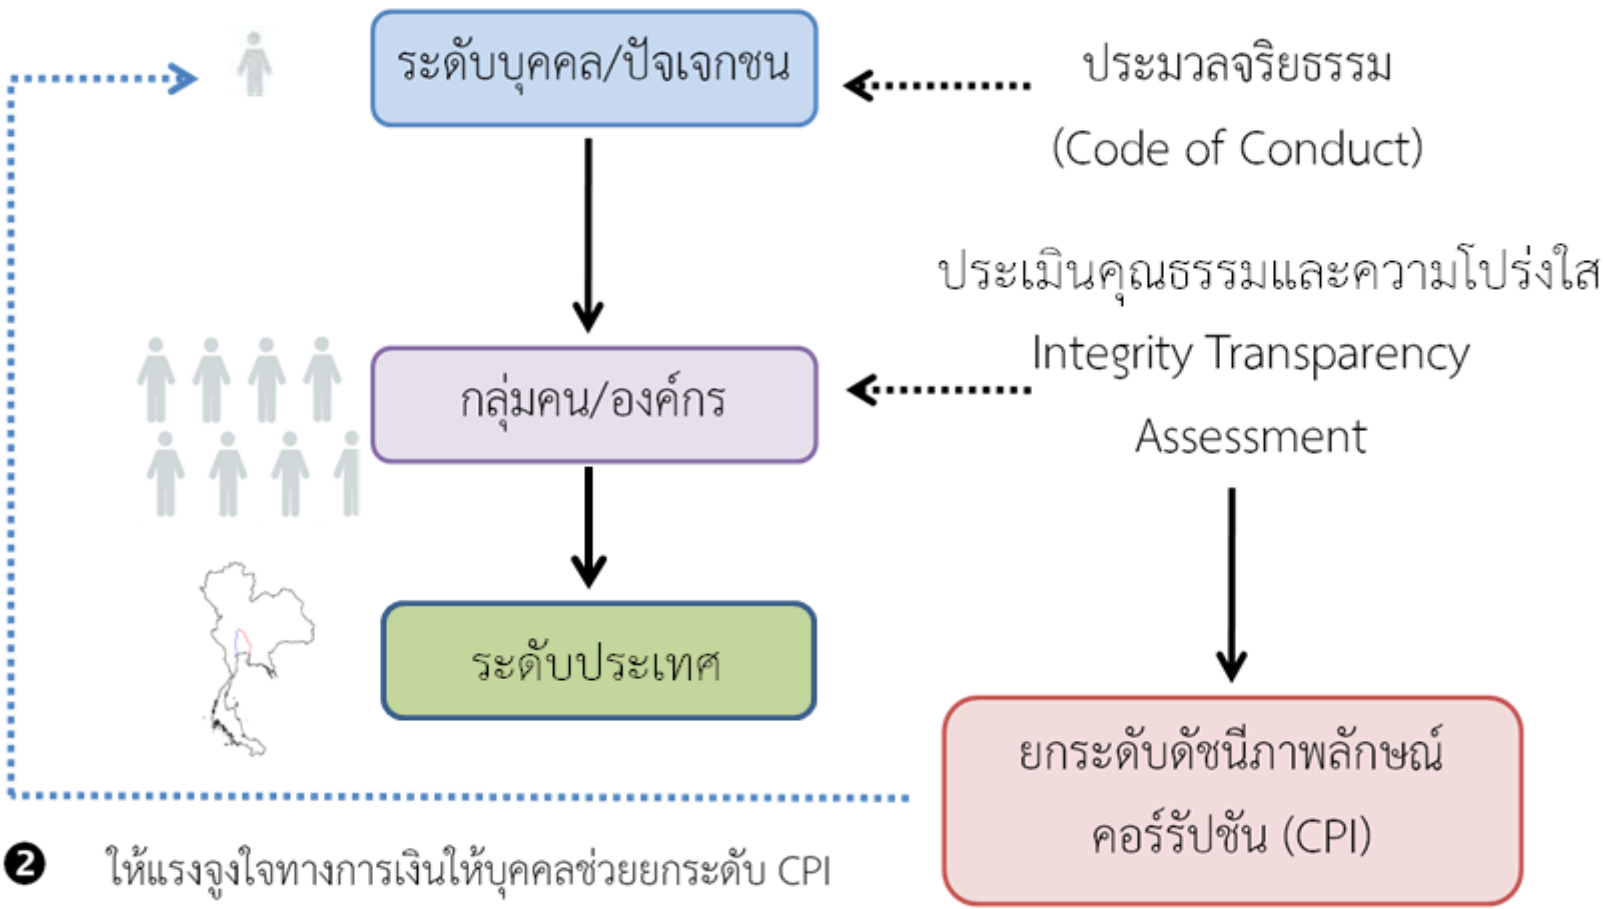 ระดับบุคคล/ปัจเจกชน
ประมวลจริยธรรม
(Code of Conduct)
ประเมินคุณธรรมและความโปร่งใส
Integrity Transparency
Assessment
กลุ่มคน/องค์กร
ระดับประเทศ
ยกระดับดัชนีภาพลักษณ์
คอร์รัปชัน (CPI)
❷ ให้แรงจูงใจทางการเงินให้บุคคลช่วยยกระดับ CPI